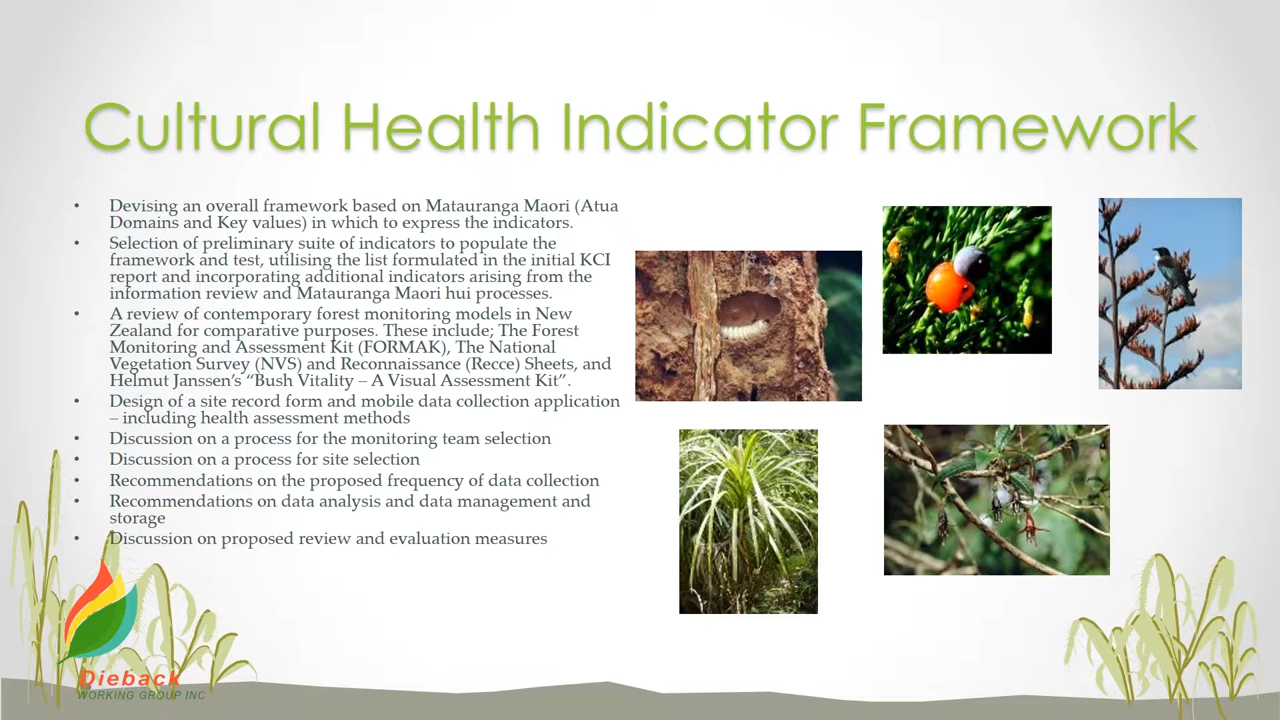 Cultural Health Indicator Framework
• Devising an overall framework based on Matauranga Maori (Atua
Domains and Key values) in which to express the indicators.
• Selection of preliminary suite of indicators to populate the
framework and test, utilising the list formulated in the initial KCI
report and incorporating additional indicators arising from the
information review and Matauranga Maori hui processes.
• A review of contemporary forest monitoring models in New
Zealand for comparative purposes. These include; The Forest
Monitoring and Assessment Kit (FORMAK), The National
Vegetation Survey (NVS) and Reconnaissance (Recce) Sheets, and
Helmut Janssen’s “Bush Vitality – A Visual Assessment Kit”.
• Design of a site record form and mobile data collection application
– including health assessment methods
• Discussion on a process for the monitoring team selection
• Discussion on a process for site selection
• Recommendations on the proposed frequency of data collection
• Recommendations on data analysis and data management and
storage
• Discussion on proposed review and evaluation measures
Dieback
WORKING GROUP INC